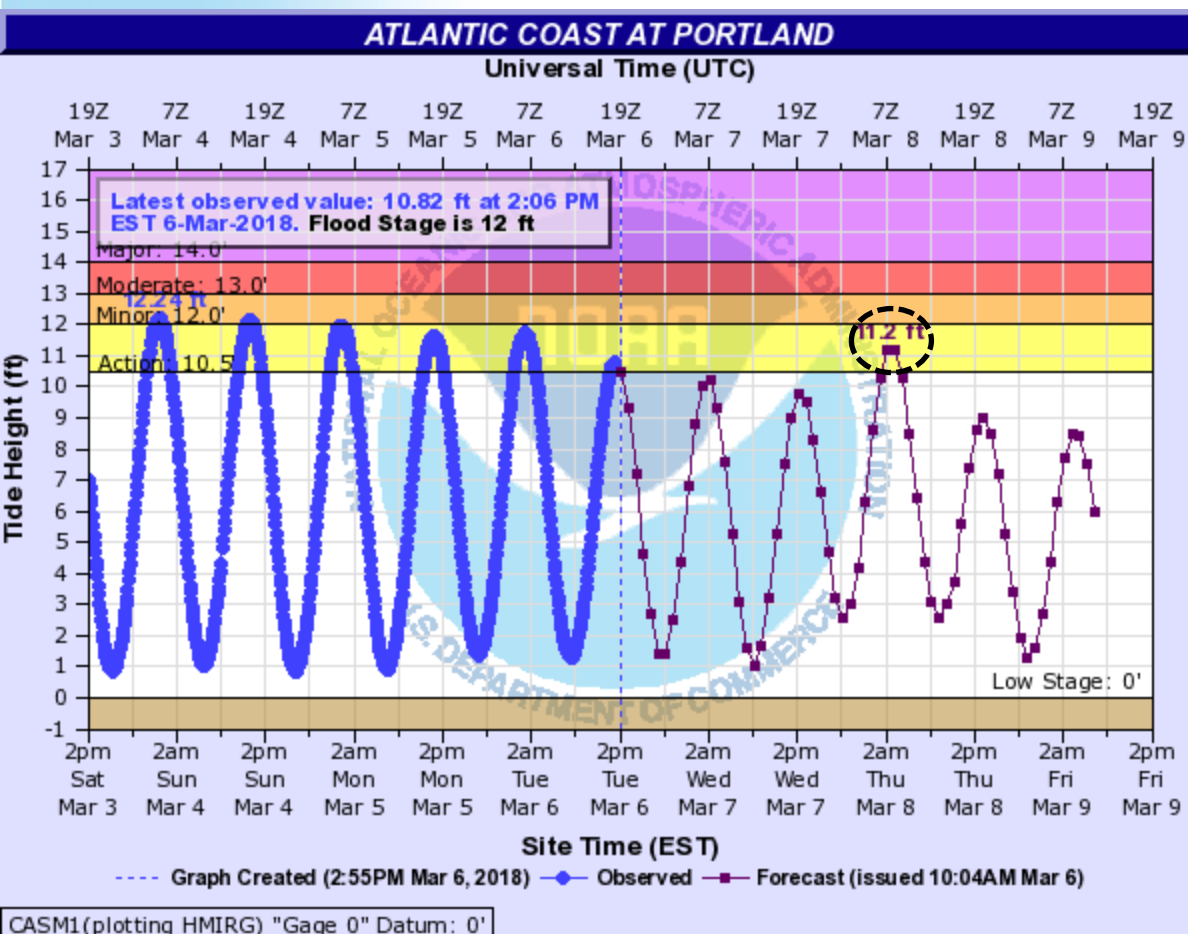 ATLANTIC COAST AT PORTLAND
Universal Time (UTC)
19Z 7Z 19Z 7Z 19Z 7Z 19Z 7Z 19Z 7Z 19Z 7Z 19Z
Mar 3 Mar 4 Mar 4 Mar 5 Mar 5 Mar 6 Mar 6 Mar 7 Mar 7 Mar 8 Mar 8 Mar 9 Mar 9
17
16
Latest observed value: 10.82 ft at 2:06 PM
EST 6-Mar-2018. Flood Stage is 12 ft
15
Major: 14.0'
14
Moderate: 13.0'
13
12.24 ft
Minor: 12.0'
12
11.2 ft
11
Action: 10.5'
10
9
8
7
6
5
4
3
2
1
Low Stage: 0'
0
-1
Tide Height (ft)
NOAA
NATIONAL OCEANIC AND ATMOSPHERIC ADMINISTRATION
U.S. DEPARTMENT OF COMMERCE
2pm 2am 2pm 2am 2pm 2am 2pm 2am 2pm 2am 2pm 2am 2pm
Sat Sun Sun Mon Mon Tue Tue Wed Wed Thu Thu Fri Fri
Mar 3 Mar 4 Mar 4 Mar 5 Mar 5 Mar 6 Mar 6 Mar 7 Mar 7 Mar 8 Mar 8 Mar 9 Mar 9
Site Time (EST)
Graph Created (2:55PM Mar 6, 2018) Observed Forecast (issued 10:04AM Mar 6)
CASM1(plotting HMIRG) "Gage 0" Datum: 0'